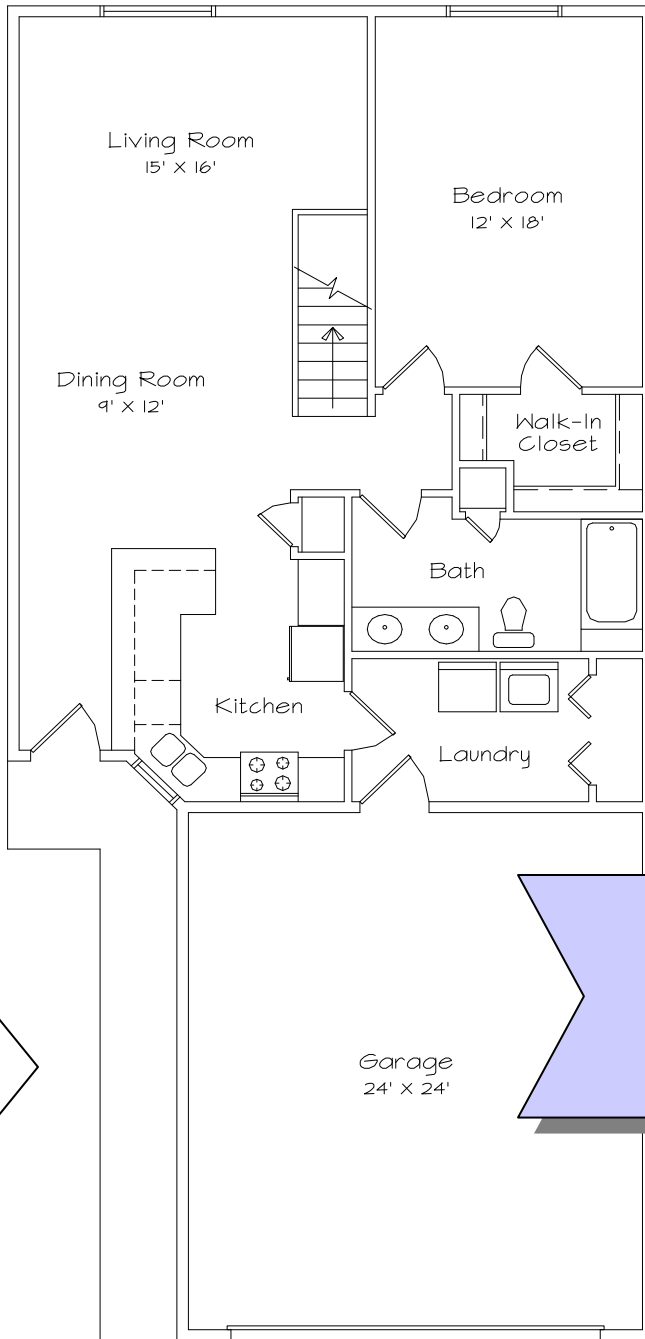 Living Room
15' X 16'
Bedroom
12' X 18'
Dining Room
9' X 12'
Walk-In
Closet
Bath
Kitchen
Laundry
Garage
24' X 24'